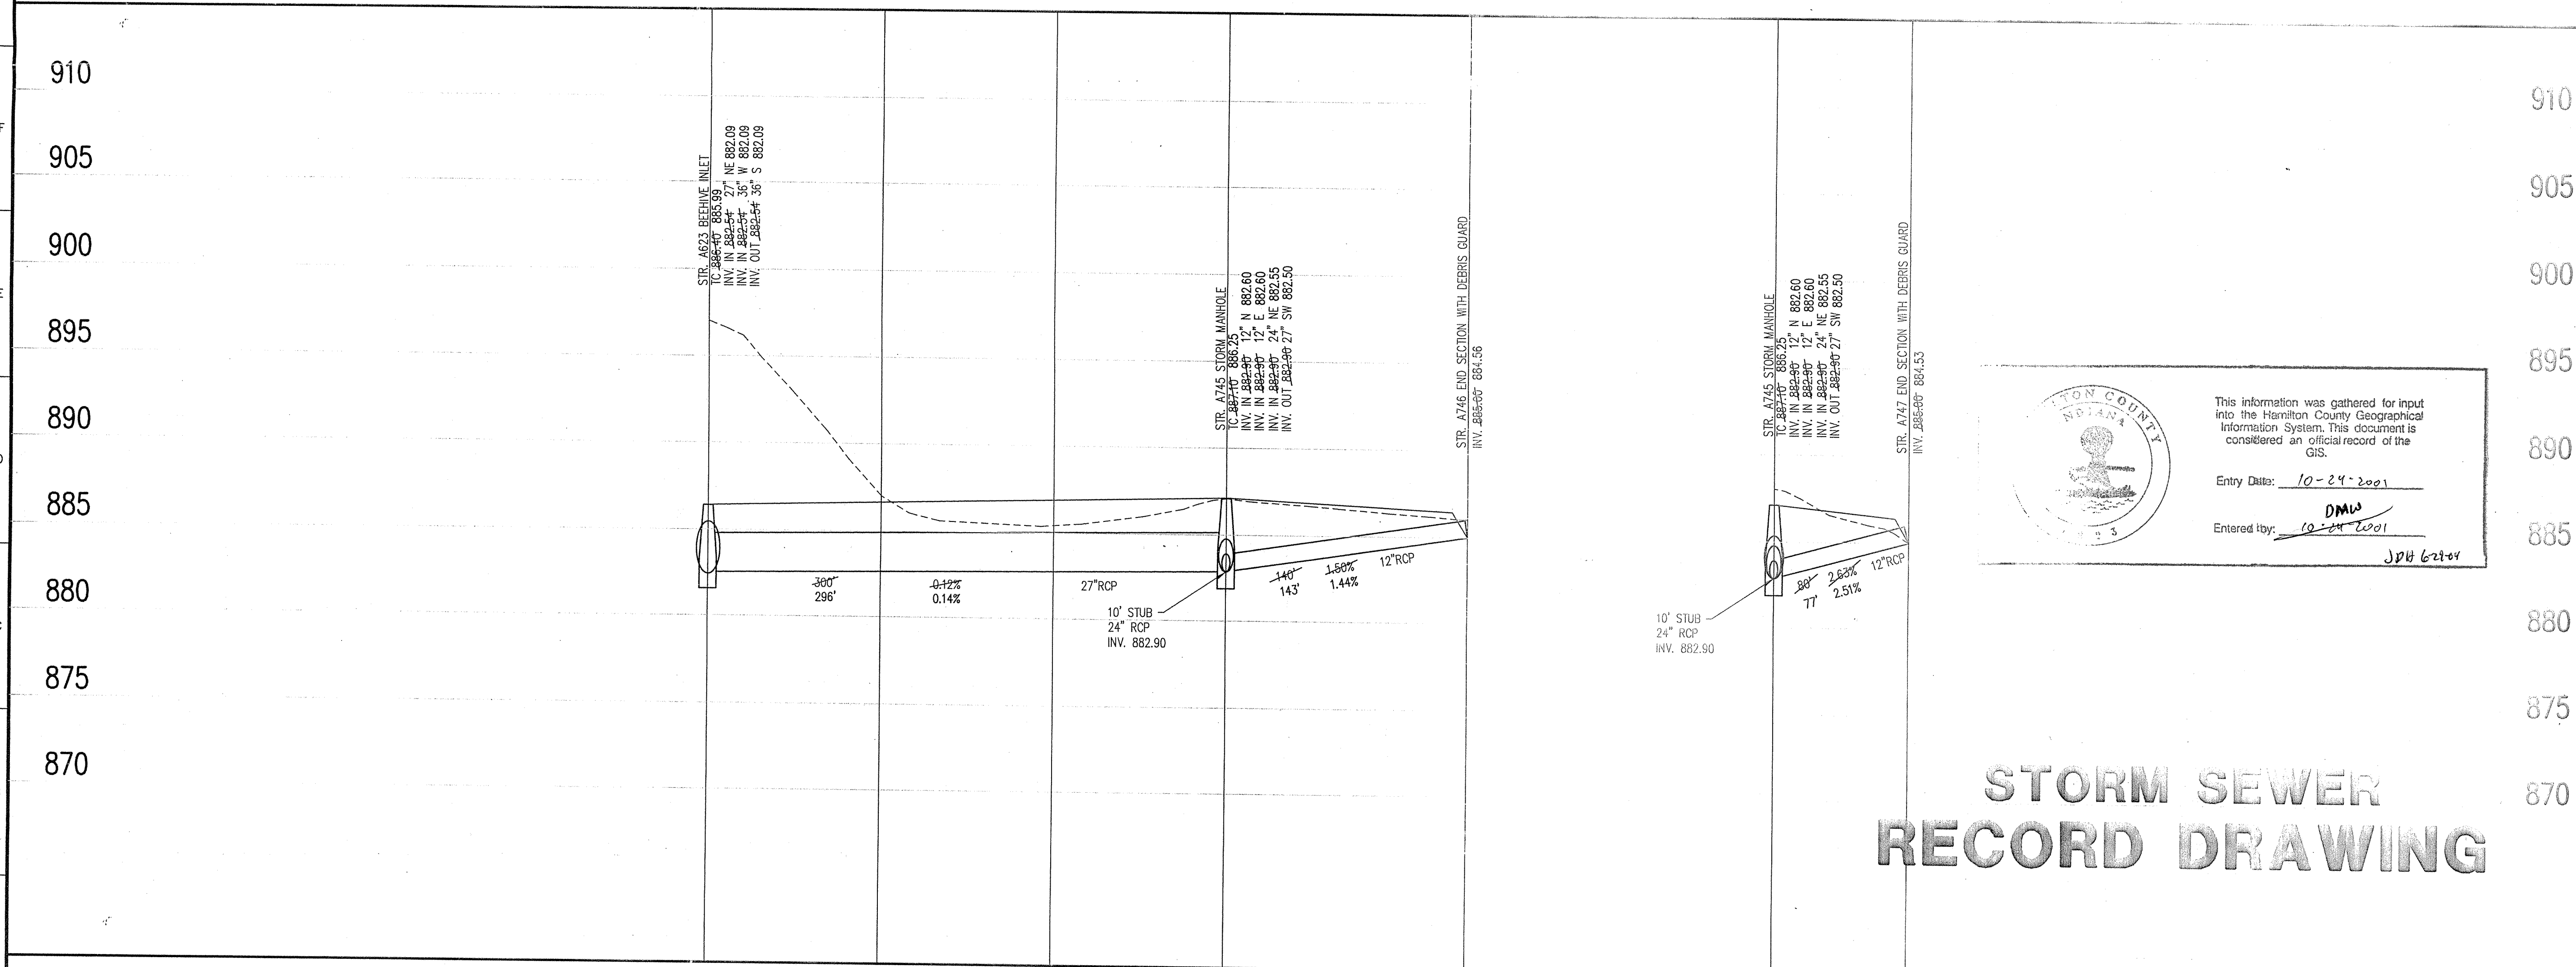 910
905
900
895
890
885
880
875
870
STR. A623 BEEHIVE INLET
TC 886.40 885.99
INV. IN 882.54 27" NE 882.09
INV. IN 882.54 36" W 882.09
INV. OUT 882.54 36" S 882.09
300'
296'
0.12%
0.14%
27"RCP
STR. A745 STORM MANHOLE
TC 887.10 886.25
INV. IN 882.90 12" N 882.60
INV. IN 882.90 12" E 882.60
INV. IN 882.90 24" NE 882.55
INV. OUT 882.90 27" SW 882.50
10' STUB
24" RCP
INV. 882.90
140'
143'
1.50%
1.44%
12"RCP
STR. A746 END SECTION WITH DEBRIS GUARD
INV. 885.00 884.56
STR. A745 STORM MANHOLE
TC 887.10 886.25
INV. IN 882.90 12" N 882.60
INV. IN 882.90 12" E 882.60
INV. IN 882.90 24" NE 882.55
INV. OUT 882.90 27" SW 882.50
10' STUB
24" RCP
INV. 882.90
80'
77'
2.63%
2.51%
12"RCP
STR. A747 END SECTION WITH DEBRIS GUARD
INV. 885.00 884.53
TON COUNTY
NDIANA
This information was gathered for input
into the Hamilton County Geographical
Information System. This document is
considered an official record of the
GIS.
Entry Date: 10-24-2001
DMW
Entered by: 10-24-2001
JDH 6-29-04
STORM SEWER
RECORD DRAWING
910
905
900
895
890
885
880
875
870